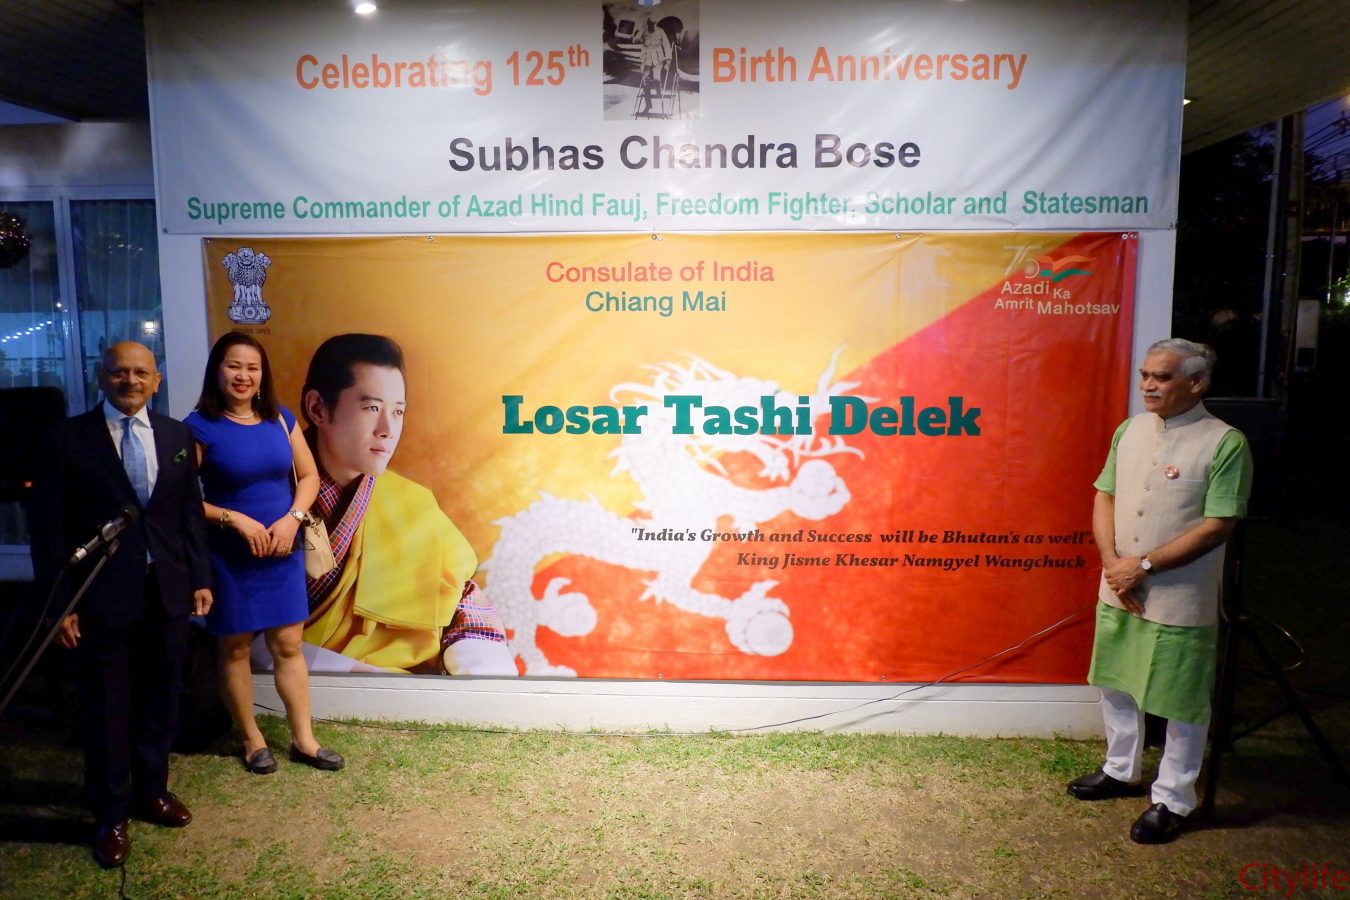 Celebrating 125th Birth Anniversary
Subhas Chandra Bose
Supreme Commander of Azad Hind Fauj, Freedom Fighter, Scholar and Statesman
Consulate of India
Chiang Mai
75
Azadi Ka
Amrit Mahotsav
Losar Tashi Delek
"India's Growth and Success will be Bhutan's as well".
King Jisme Khesar Namgyel Wangchuck
Citylife